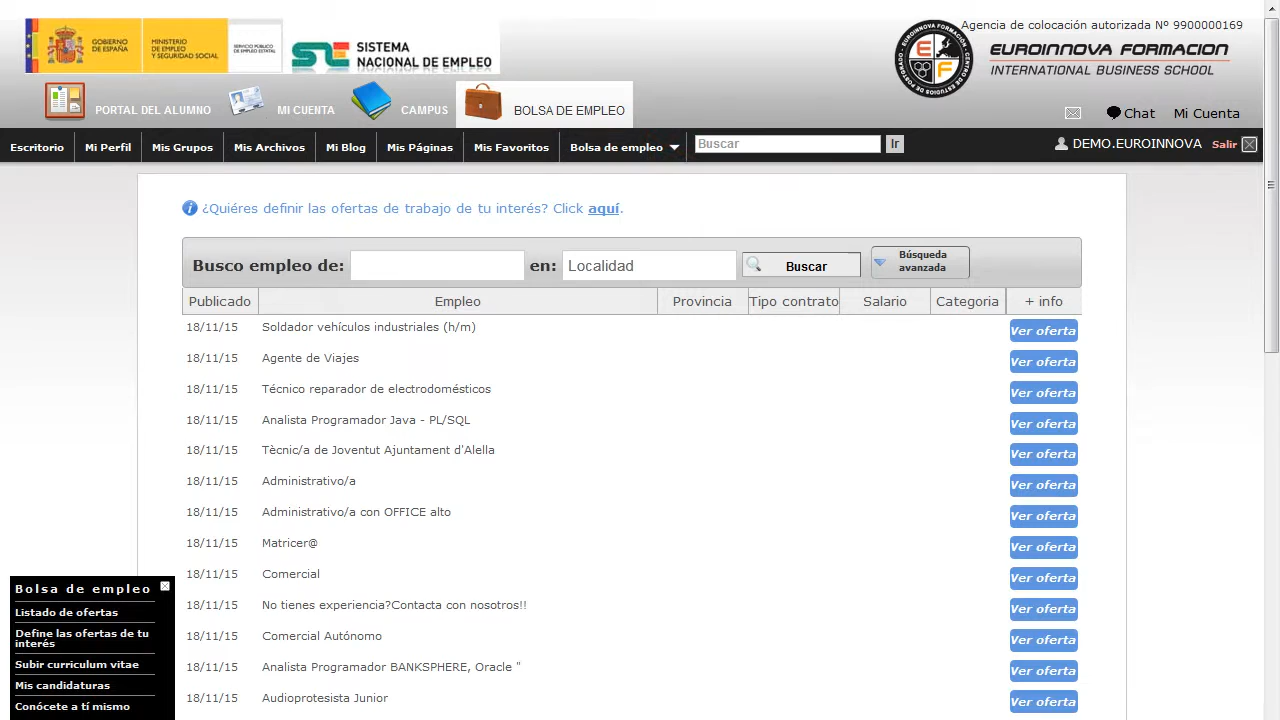 GOBIERNO
DE ESPAÑA
MINISTERIO
DE EMPLEO
Y SEGURIDAD SOCIAL
SERVICIO PÚBLICO
DE EMPLEO ESTATAL
SISTEMA
NACIONAL DE EMPLEO
Agencia de colocación autorizada Nº 9900000169
EUROINNOVA FORMACIÓN
INTERNATIONAL BUSINESS SCHOOL
PORTAL DEL ALUMNO
MI CUENTA
CAMPUS
BOLSA DE EMPLEO
Chat
Mi Cuenta
Escritorio
Mi Perfil
Mis Grupos
Mis Archivos
Mi Blog
Mis Páginas
Mis Favoritos
Bolsa de empleo
Buscar
Ir
DEMO.EUROINNOVA
Salir
¿Quiéres definir las ofertas de trabajo de tu interés? Click aquí.
Busco empleo de:
en:
Localidad
Buscar
Búsqueda
avanzada
Publicado Empleo Provincia Tipo contrato Salario Categoria + info
18/11/15 Soldador vehículos industriales (h/m) Ver oferta
18/11/15 Agente de Viajes Ver oferta
18/11/15 Técnico reparador de electrodomésticos Ver oferta
18/11/15 Analista Programador Java - PL/SQL Ver oferta
18/11/15 Tècnic/a de Joventut Ajuntament d'Alella Ver oferta
18/11/15 Administrativo/a Ver oferta
18/11/15 Administrativo/a con OFFICE alto Ver oferta
18/11/15 Matricer@ Ver oferta
18/11/15 Comercial Ver oferta
18/11/15 No tienes experiencia?Contacta con nosotros!! Ver oferta
18/11/15 Comercial Autónomo Ver oferta
18/11/15 Analista Programador BANKSPHERE, Oracle " Ver oferta
18/11/15 Audioprotesista Junior Ver oferta
Bolsa de empleo
Listado de ofertas
Define las ofertas de tu
interés
Subir curriculum vitae
Mis candidaturas
Conócete a tí mismo